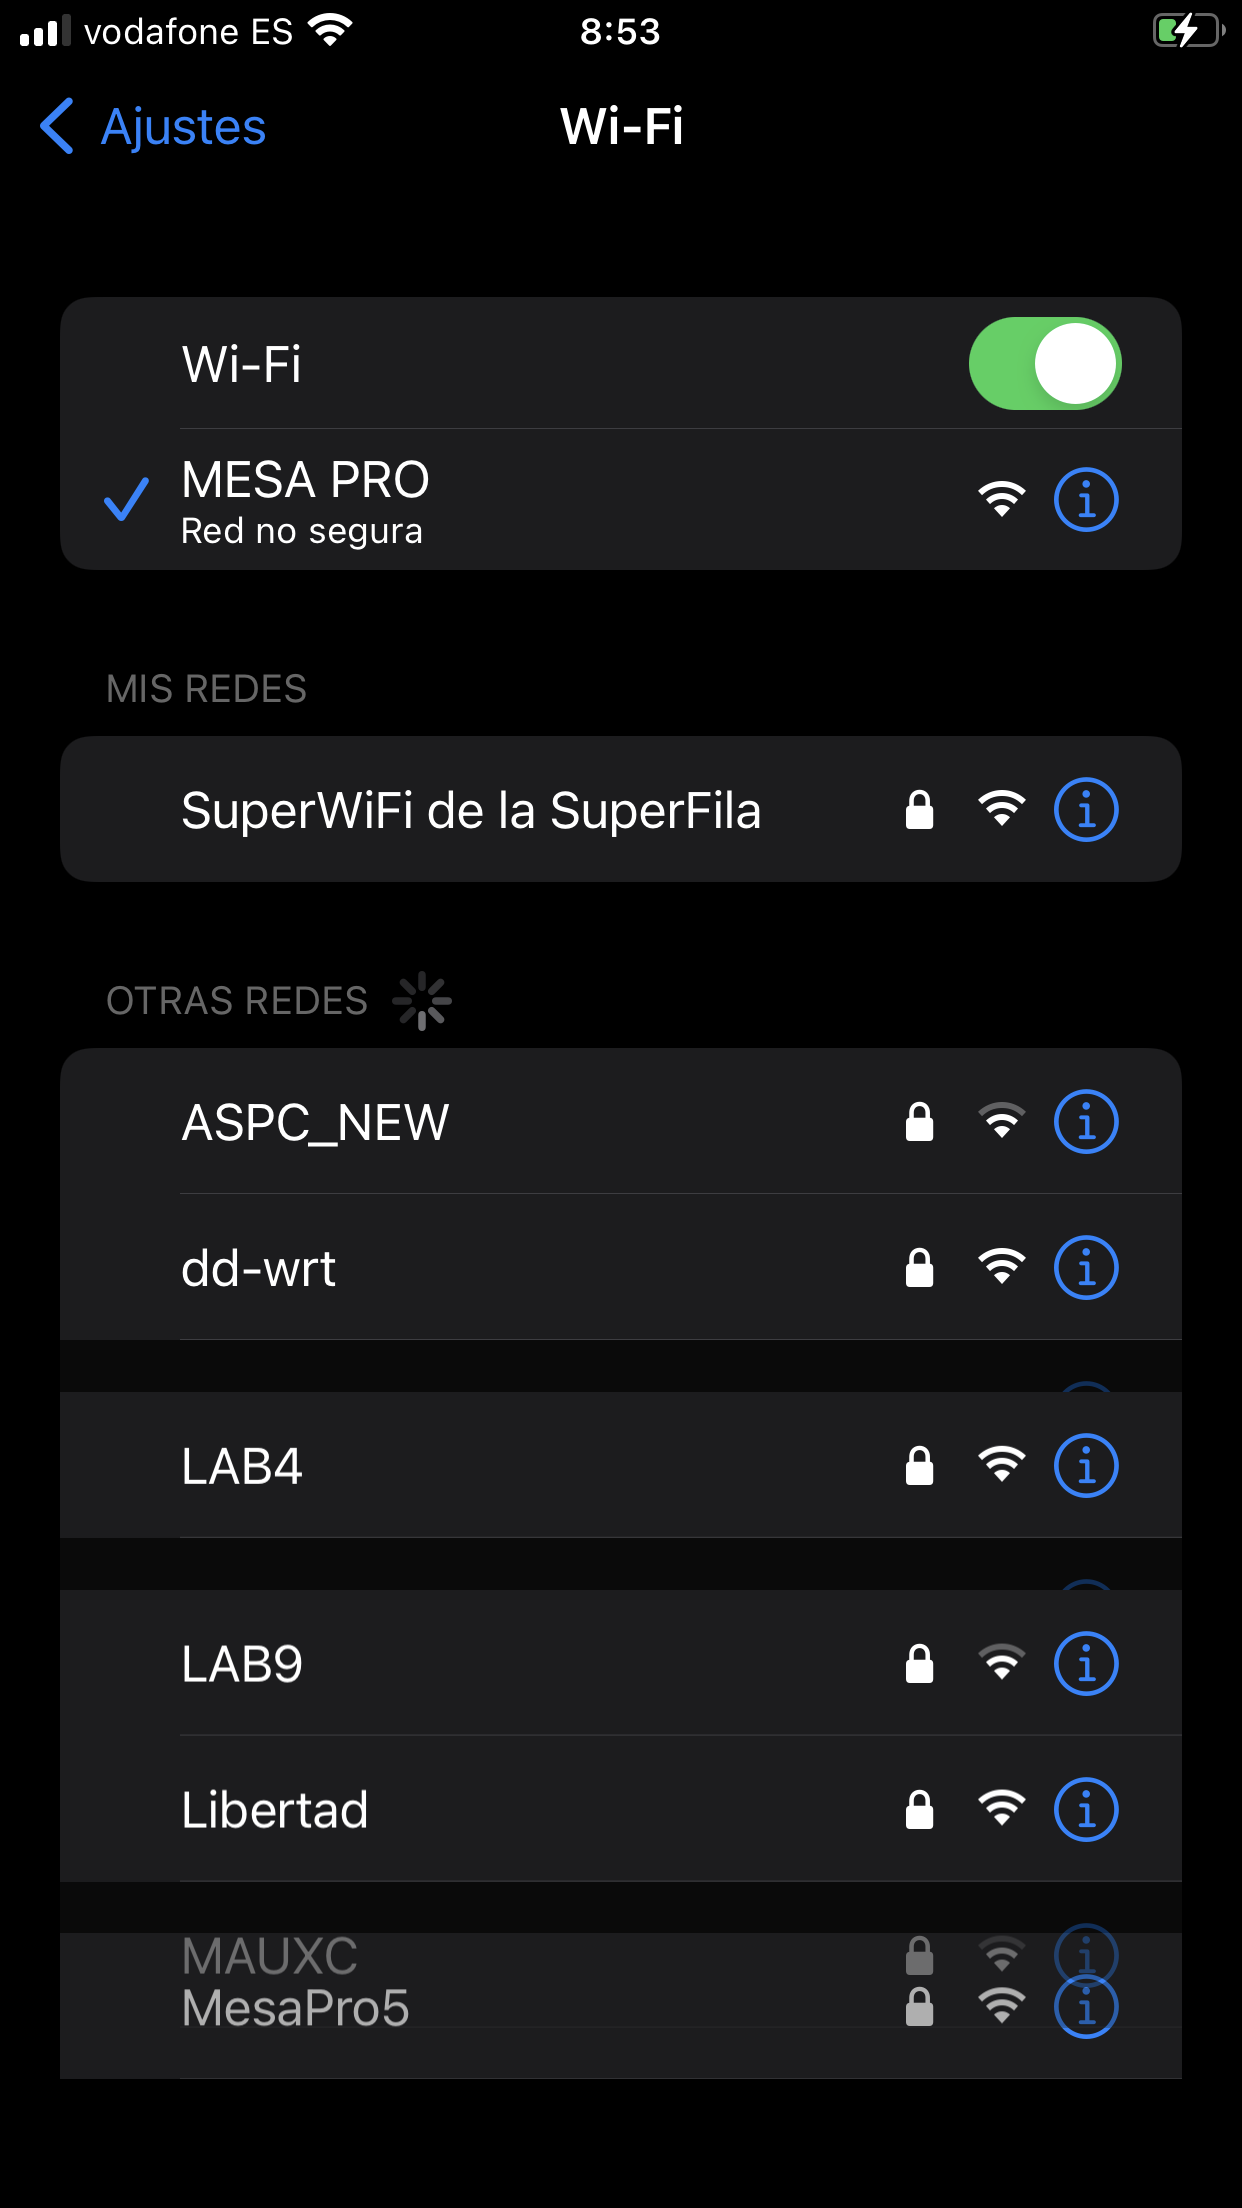 vodafone ES 8:53
Ajustes Wi-Fi
Wi-Fi
MESA PRO
Red no segura
MIS REDES
SuperWiFi de la SuperFila
OTRAS REDES
ASPC_NEW
dd-wrt
LAB4
LAB9
Libertad
MAUXC
MesaPro5